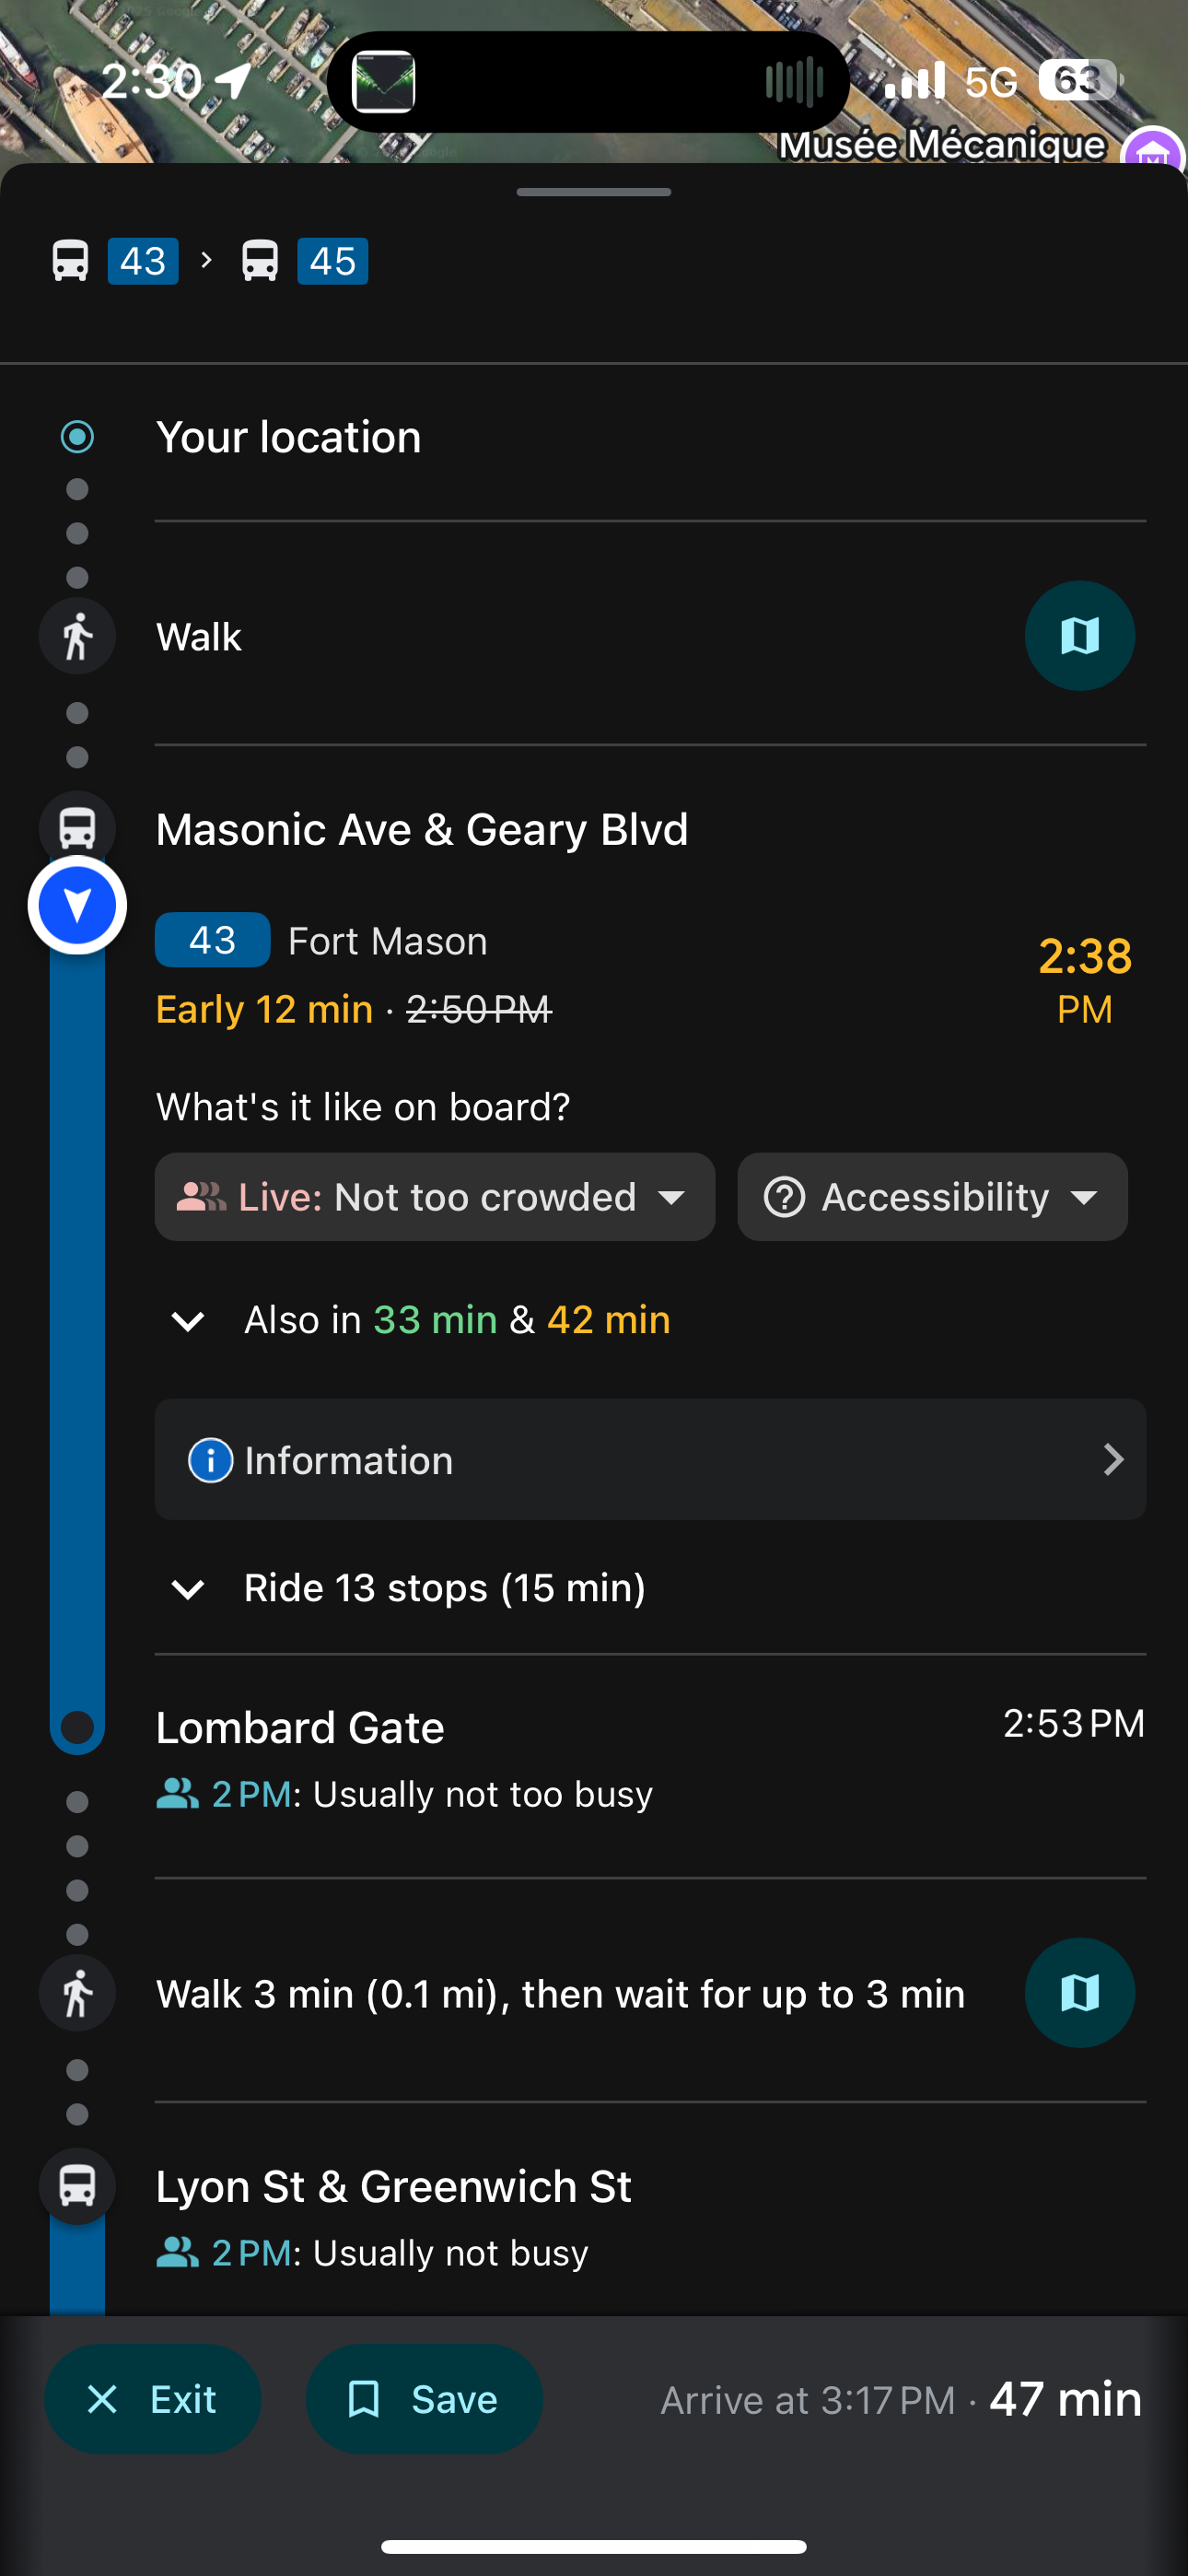 2:30
5G
63
Musée Mécanique
43
45
Your location
Walk
Masonic Ave & Geary Blvd
43 Fort Mason
2:38
PM
Early 12 min · 2:50 PM
What's it like on board?
Live: Not too crowded
Accessibility
Also in 33 min & 42 min
Information
Ride 13 stops (15 min)
Lombard Gate
2:53 PM
2 PM: Usually not too busy
Walk 3 min (0.1 mi), then wait for up to 3 min
Lyon St & Greenwich St
2 PM: Usually not busy
Exit
Save
Arrive at 3:17 PM · 47 min